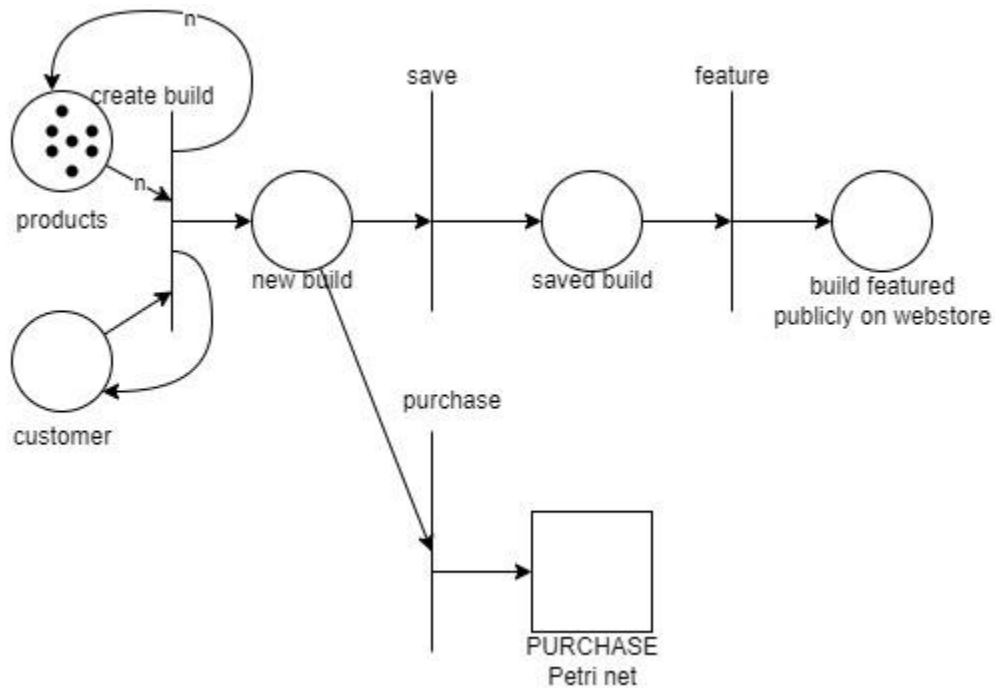 n
create build
save
feature
n
products
new build
saved build
build featured
publicly on webstore
customer
purchase
PURCHASE
Petri net